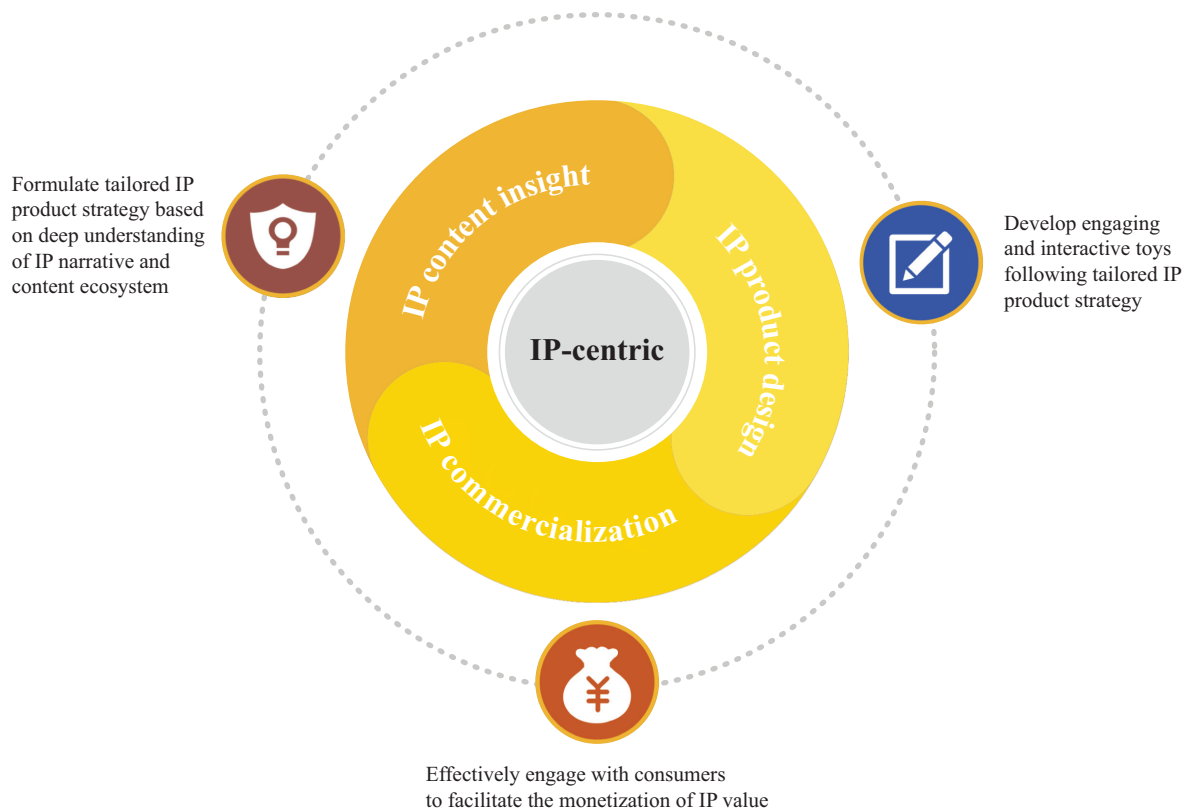 Formulate tailored IP
product strategy based
on deep understanding
of IP narrative and
content ecosystem
IP content insight
IP product design
IP-centric
IP commercialization
Develop engaging
and interactive toys
following tailored IP
product strategy
¥
Effectively engage with consumers
to facilitate the monetization of IP value